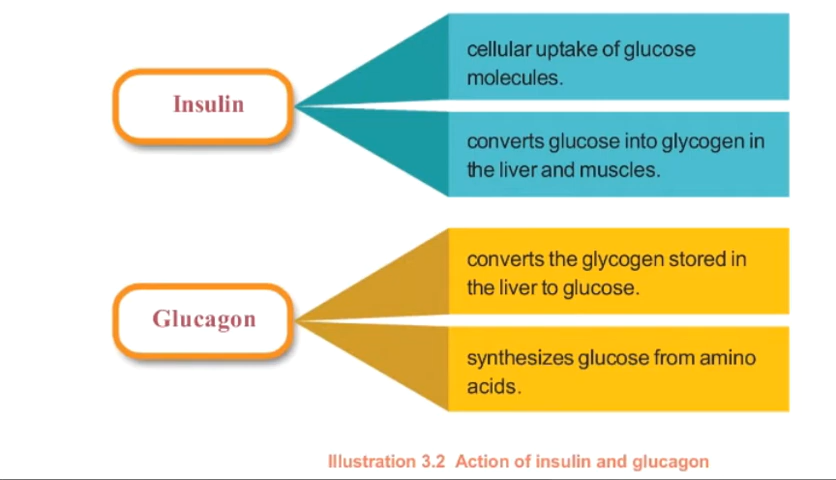 Insulin
cellular uptake of glucose
molecules.
converts glucose into glycogen in
the liver and muscles.
Glucagon
converts the glycogen stored in
the liver to glucose.
synthesizes glucose from amino
acids.
Illustration 3.2 Action of insulin and glucagon